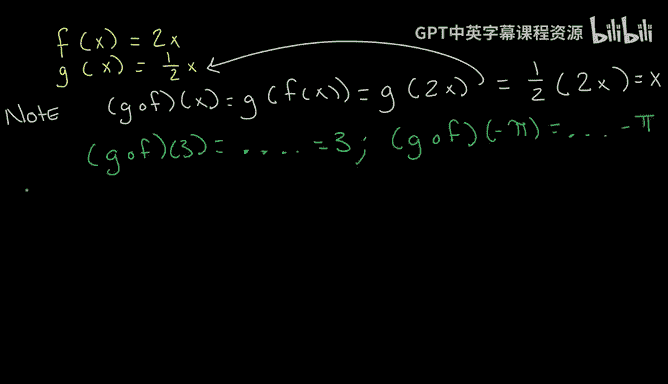 GPT中英字幕课程资源 bilibili
f(x) = 2x
g(x) = 1/2 x
Note (g∘f)(x) = g(f(x)) = g(2x) = 1/2 (2x) = x
(g∘f)(3) = .... = 3; (g∘f)(-π) = ... -π